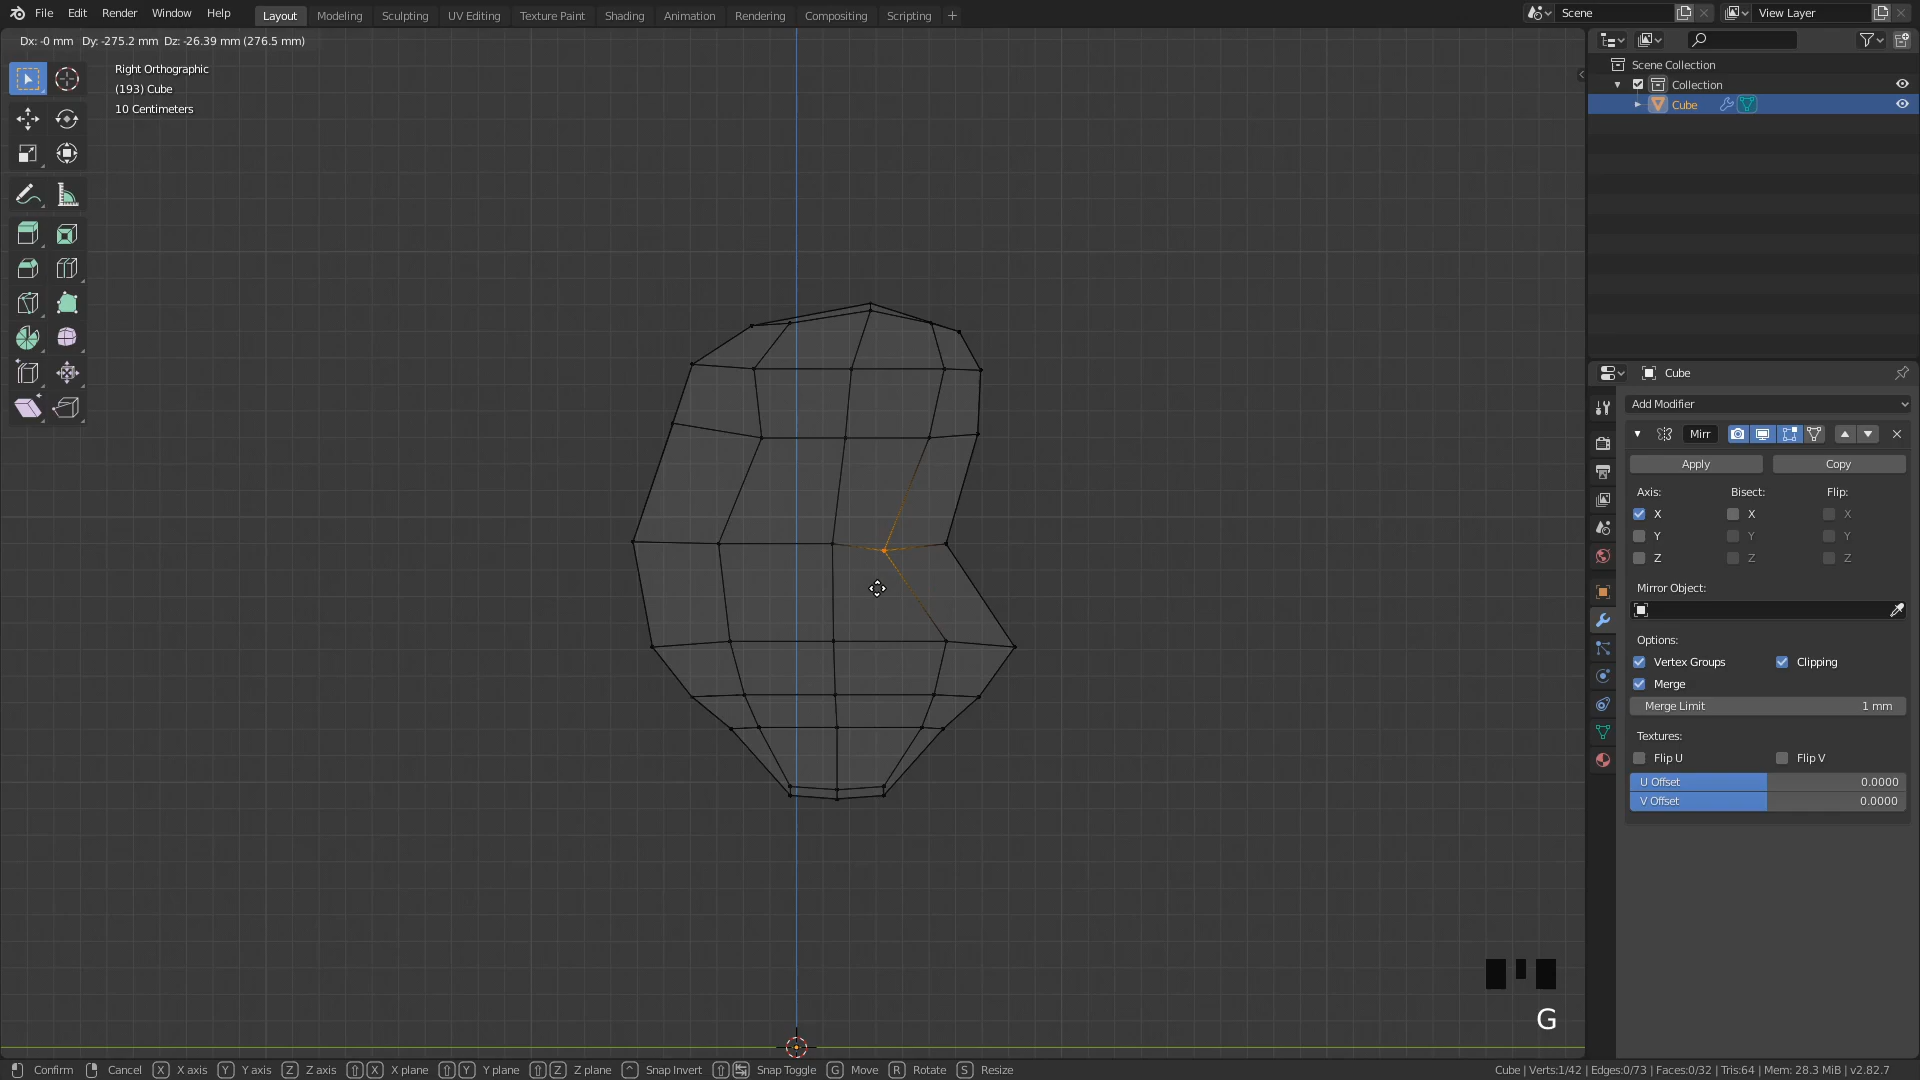 File Edit Render Window Help Layout Modeling Sculpting UV Editing Texture Paint Shading Animation Rendering Compositing Scripting + Scene View Layer
Dx: -0 mm Dy: -275.2 mm Dz: -26.39 mm (276.5 mm)
Right Orthographic
(193) Cube
10 Centimeters
Scene Collection
Collection
Cube
Cube
Add Modifier
Mirr
Apply Copy
Axis: Bisect: Flip:
X X X
Y Y Y
Z Z Z
Mirror Object:
Options:
Vertex Groups Clipping
Merge
Merge Limit 1 mm
Textures:
Flip U Flip V
U Offset 0.0000
V Offset 0.0000
G
Confirm Cancel X X axis Y Y axis Z Z axis X X plane Y Y plane Z Z plane ^ Snap Invert Snap Toggle G Move R Rotate S Resize Cube | Verts:1/42 | Edges:0/73 | Faces:0/32 | Tris:64 | Mem: 28.3 MiB | v2.82.7